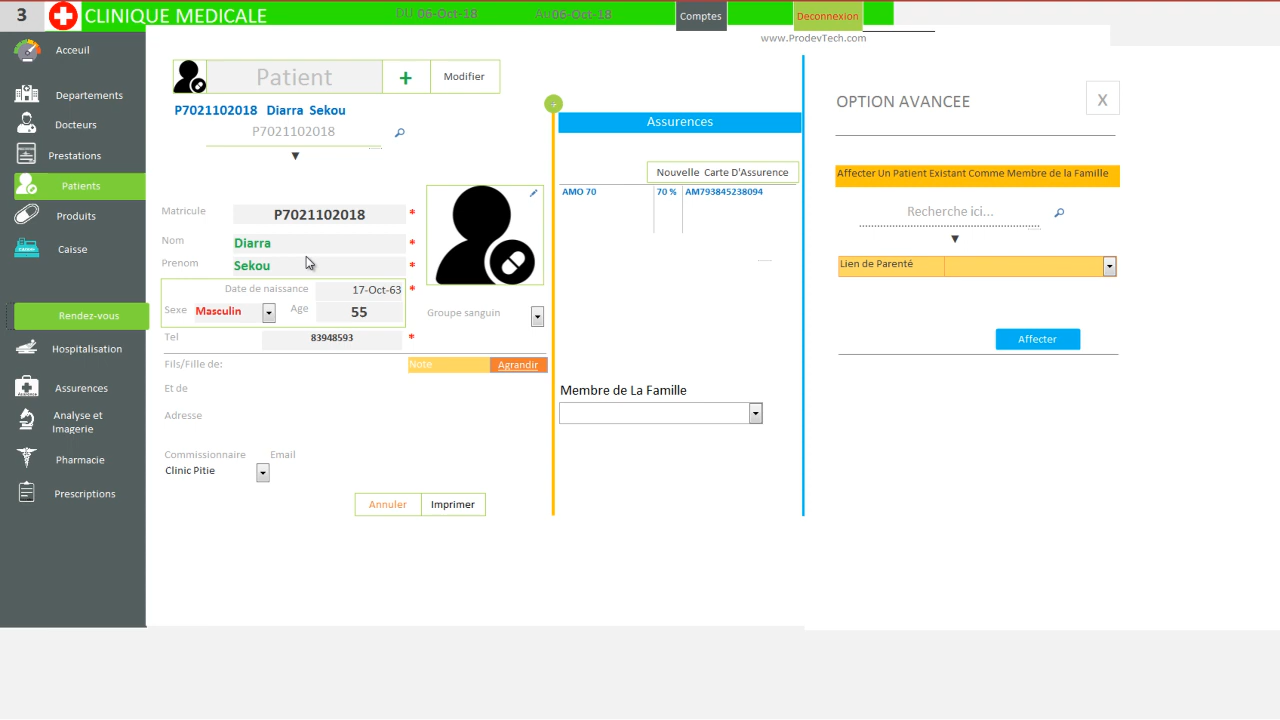 3
CLINIQUE MEDICALE
DU 06-Oct-18
AU 06-Oct-18
Comptes
Deconnexion
www.ProdevTech.com
Acceuil
Departements
Docteurs
Prestations
Patients
Produits
Caisse
Rendez-vous
Hospitalisation
Assurences
Analyse et
Imagerie
Pharmacie
Prescriptions
Patient
+
Modifier
P7021102018 Diarra Sekou
P7021102018
Matricule
P7021102018 *
Nom
Diarra *
Prenom
Sekou *
Date de naissance
17-Oct-63 *
Sexe
Masculin
Age
55
Tel
83948593 *
Groupe sanguin
Fils/Fille de:
Note
Agrandir
Et de
Adresse
Commissionnaire
Email
Clinic Pitie
Annuler
Imprimer
Assurences
Nouvelle Carte D'Assurence
AMO 70
70 %
AM793845238094
Membre de La Famille
OPTION AVANCEE
X
Affecter Un Patient Existant Comme Membre de la Famille
Recherche ici...
Lien de Parenté
Affecter